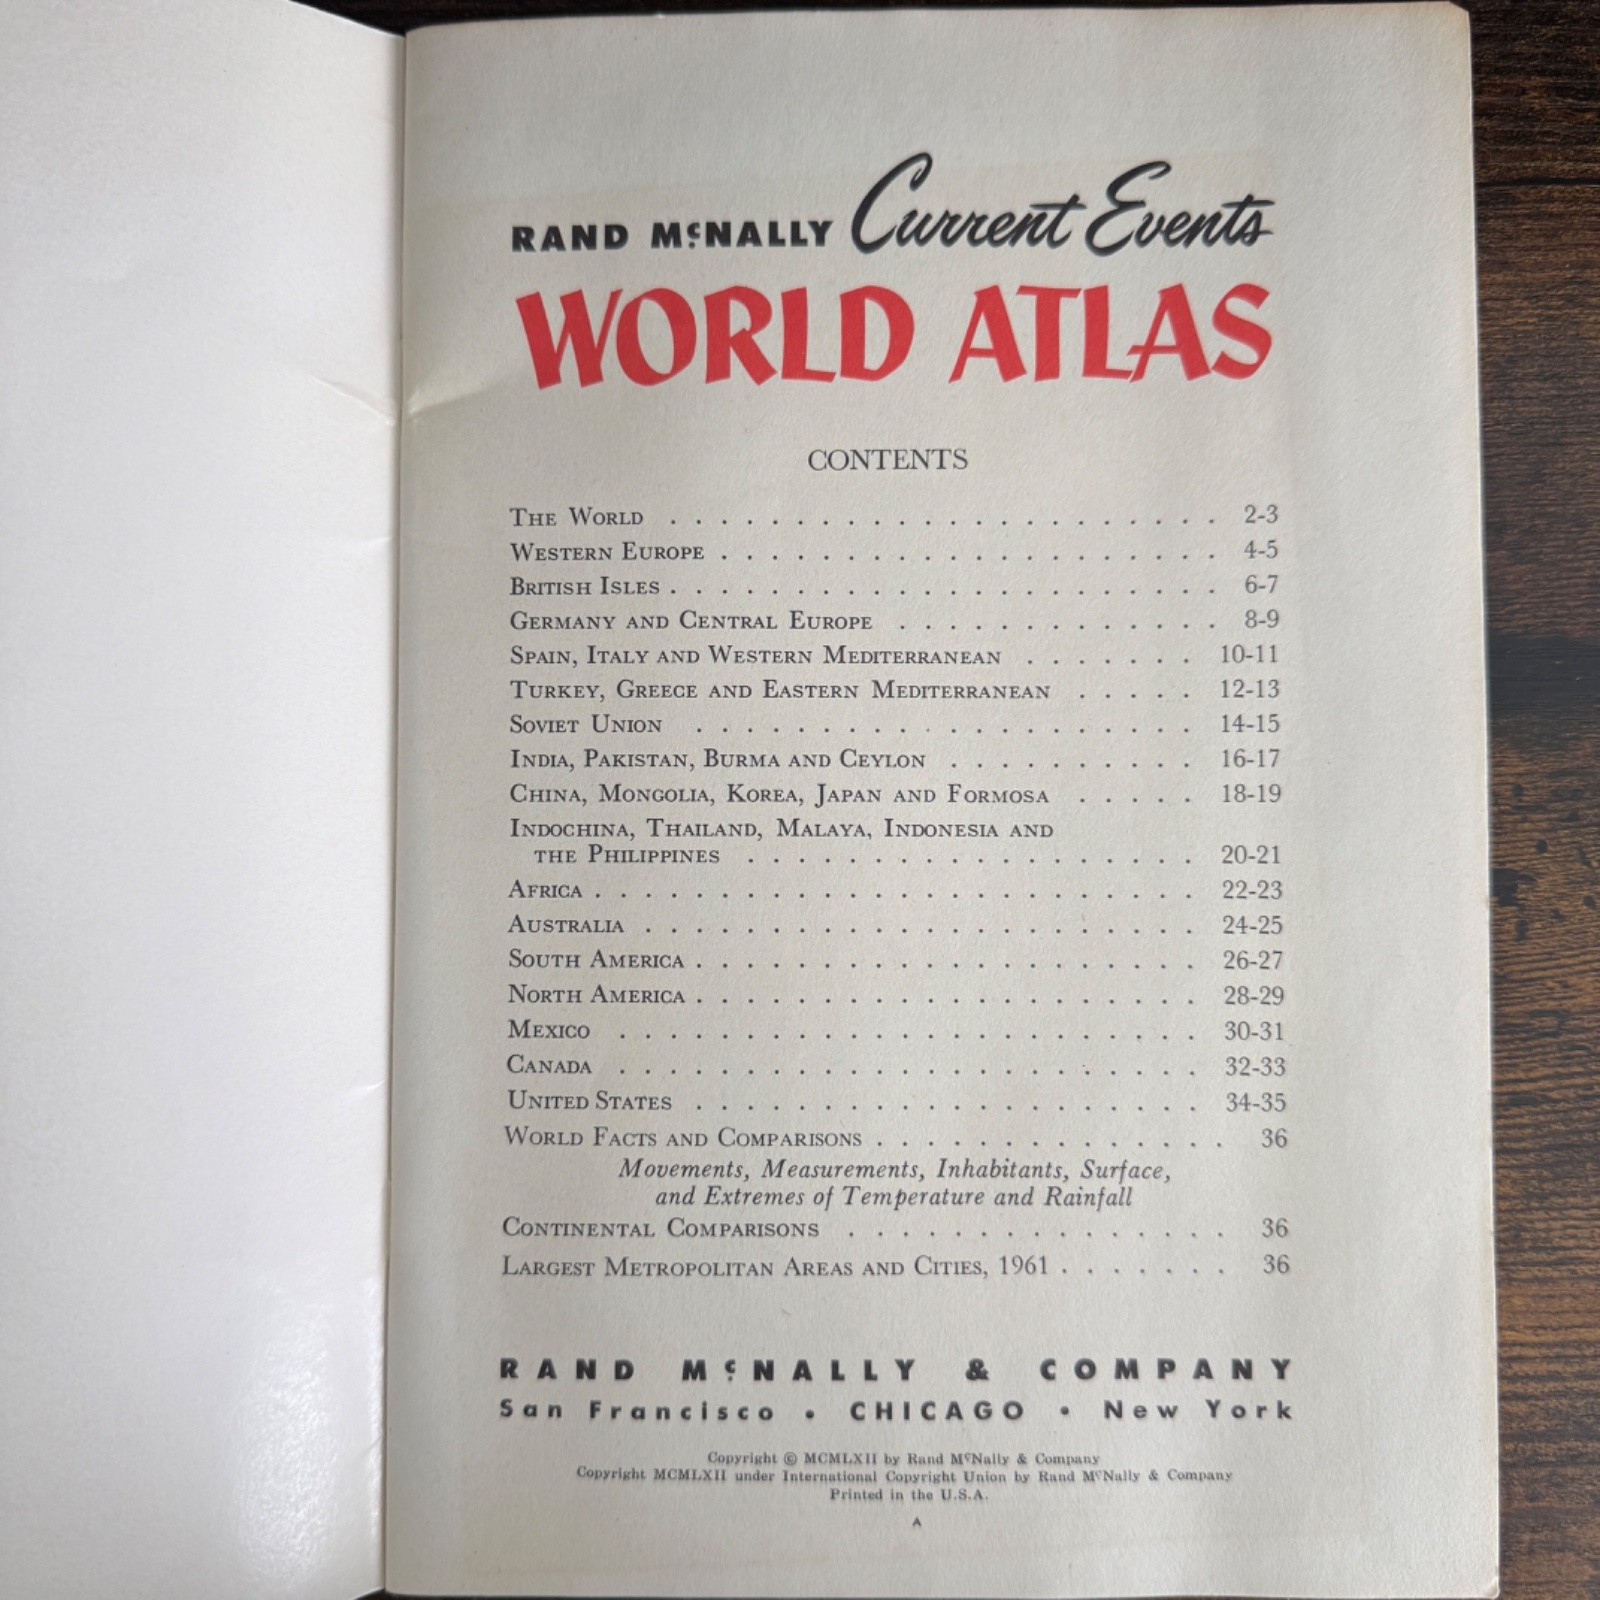 RAND McNALLY Current Events
WORLD ATLAS
CONTENTS
THE WORLD . . . . . . . . . . . . . . . . . . . . . . 2-3
WESTERN EUROPE . . . . . . . . . . . . . . . . . . . . 4-5
BRITISH ISLES . . . . . . . . . . . . . . . . . . . . . . 6-7
GERMANY AND CENTRAL EUROPE . . . . . . . . . . . . . 8-9
SPAIN, ITALY AND WESTERN MEDITERRANEAN . . . . . . . 10-11
TURKEY, GREECE AND EASTERN MEDITERRANEAN . . . . . 12-13
SOVIET UNION . . . . . . . . . . . . . . . . . . . . 14-15
INDIA, PAKISTAN, BURMA AND CEYLON . . . . . . . . . . 16-17
CHINA, MONGOLIA, KOREA, JAPAN AND FORMOSA . . . . . 18-19
INDOCHINA, THAILAND, MALAYA, INDONESIA AND
THE PHILIPPINES . . . . . . . . . . . . . . . . . . 20-21
AFRICA . . . . . . . . . . . . . . . . . . . . . . . . 22-23
AUSTRALIA . . . . . . . . . . . . . . . . . . . . . . 24-25
SOUTH AMERICA . . . . . . . . . . . . . . . . . . . . 26-27
NORTH AMERICA . . . . . . . . . . . . . . . . . . . . 28-29
MEXICO . . . . . . . . . . . . . . . . . . . . . . . 30-31
CANADA . . . . . . . . . . . . . . . . . . . . . . . 32-33
UNITED STATES . . . . . . . . . . . . . . . . . . . . 34-35
WORLD FACTS AND COMPARISONS . . . . . . . . . . . . . . 36
Movements, Measurements, Inhabitants, Surface,
and Extremes of Temperature and Rainfall
CONTINENTAL COMPARISONS . . . . . . . . . . . . . . . 36
LARGEST METROPOLITAN AREAS AND CITIES, 1961 . . . . . . . 36
RAND McNALLY & COMPANY
San Francisco • CHICAGO • New York
Copyright © MCMLXII by Rand McNally & Company
Copyright MCMLXII under International Copyright Union by Rand McNally & Company
Printed in the U.S.A.
A